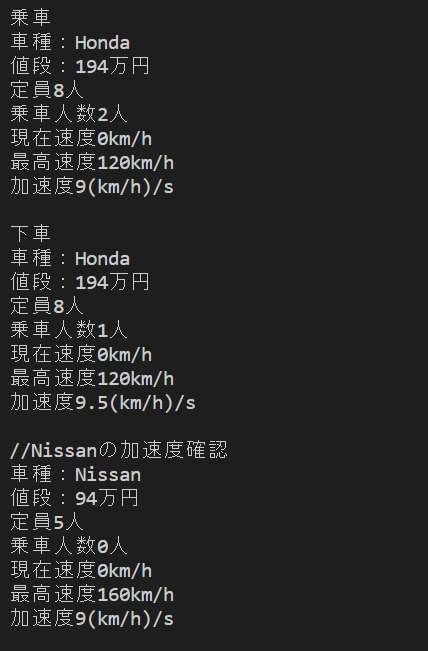 乗車
車種：Honda
値段：194万円
定員8人
乗車人数2人
現在速度0km/h
最高速度120km/h
加速度9(km/h)/s
下車
車種：Honda
値段：194万円
定員8人
乗車人数1人
現在速度0km/h
最高速度120km/h
加速度9.5(km/h)/s
//Nissanの加速度確認
車種：Nissan
値段：94万円
定員5人
乗車人数0人
現在速度0km/h
最高速度160km/h
加速度9(km/h)/s